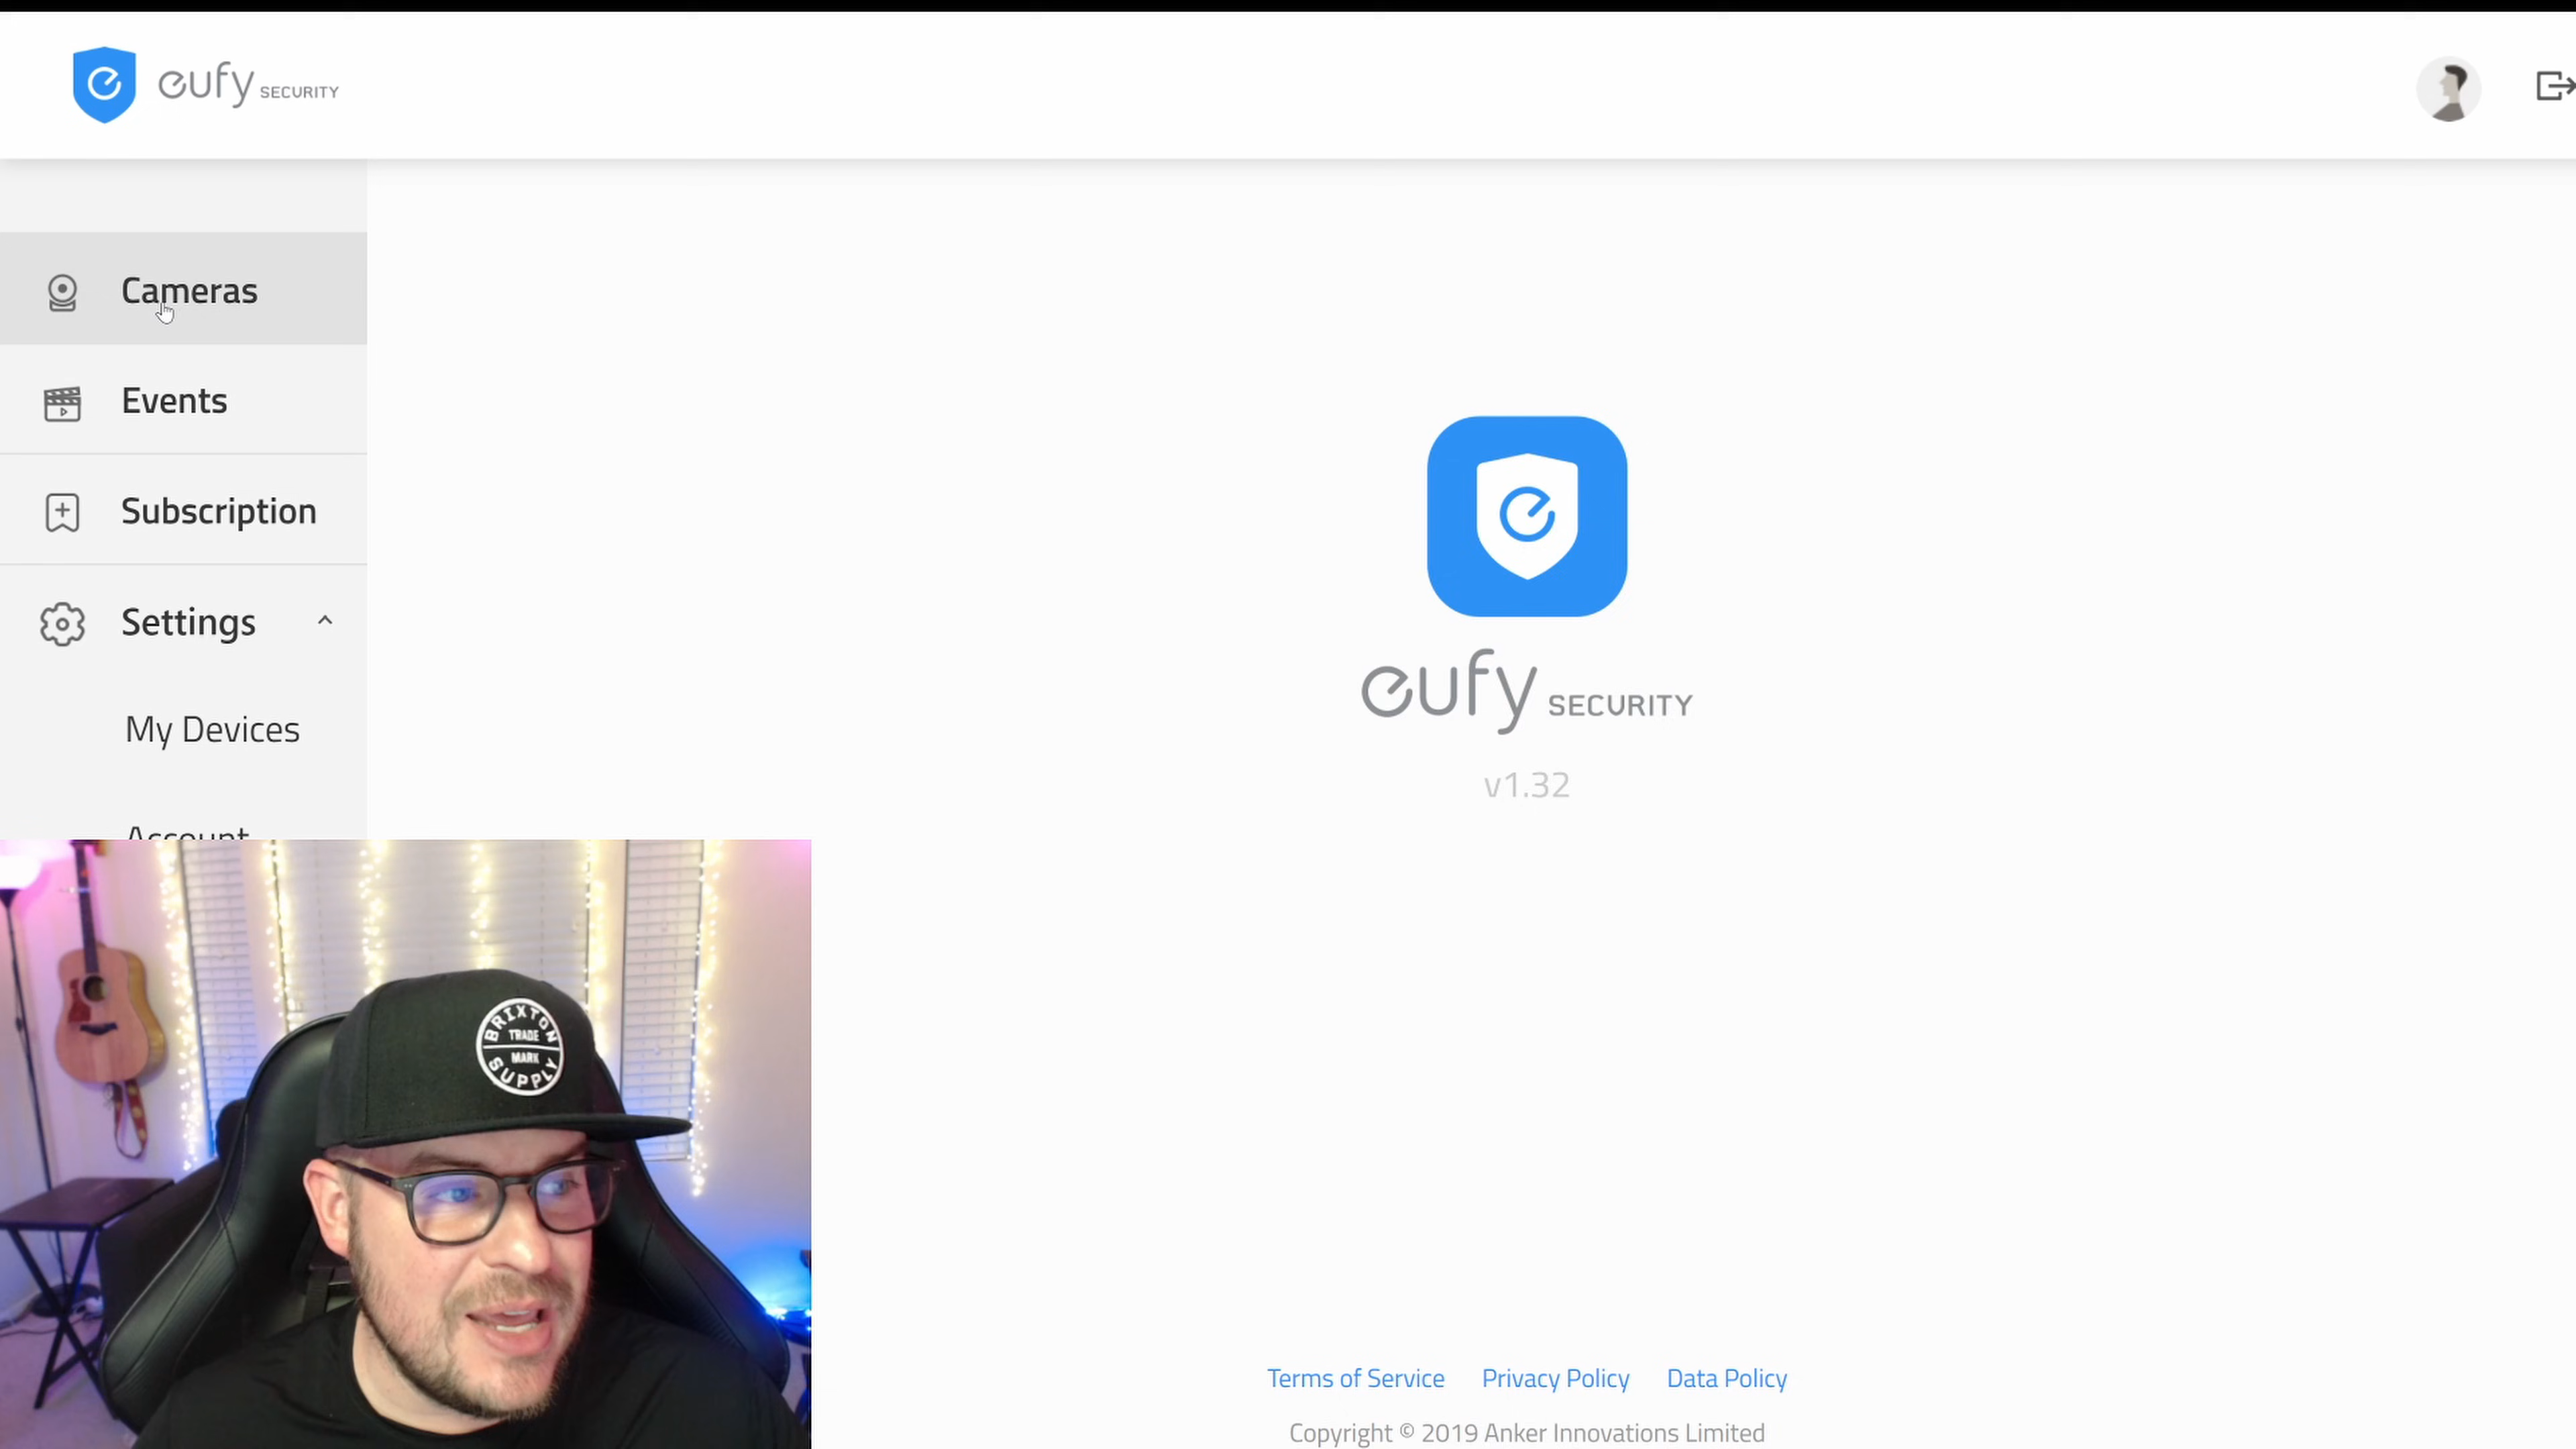 eufy SECURITY
Cameras
Events
Subscription
Settings
My Devices
Account
eufy SECURITY
v1.32
BRIXTON
TRADE
MARK
SUPPLY
Terms of Service Privacy Policy Data Policy
Copyright © 2019 Anker Innovations Limited